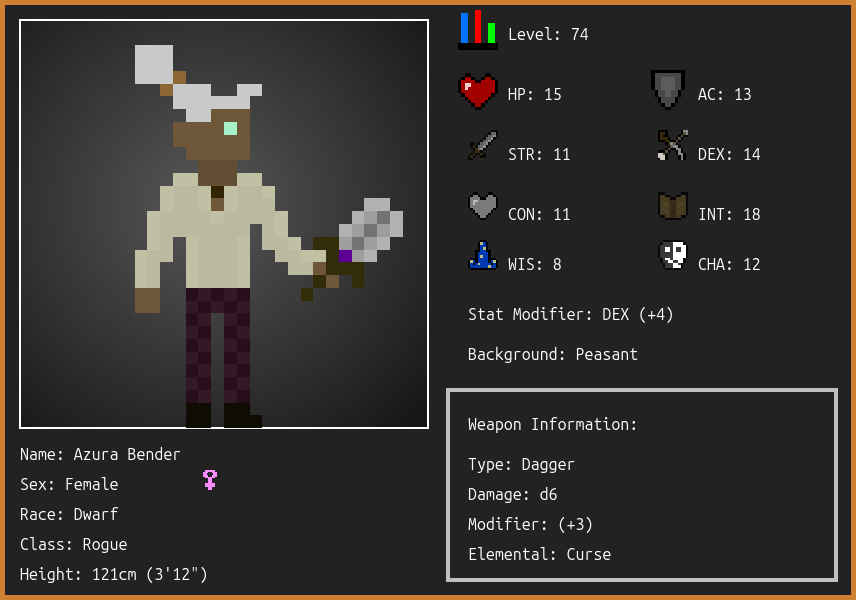 Level: 74
HP: 15
AC: 13
STR: 11
DEX: 14
CON: 11
INT: 18
WIS: 8
CHA: 12
Stat Modifier: DEX (+4)
Background: Peasant
Weapon Information:
Type: Dagger
Damage: d6
Modifier: (+3)
Elemental: Curse
Name: Azura Bender
Sex: Female
Race: Dwarf
Class: Rogue
Height: 121cm (3'12")